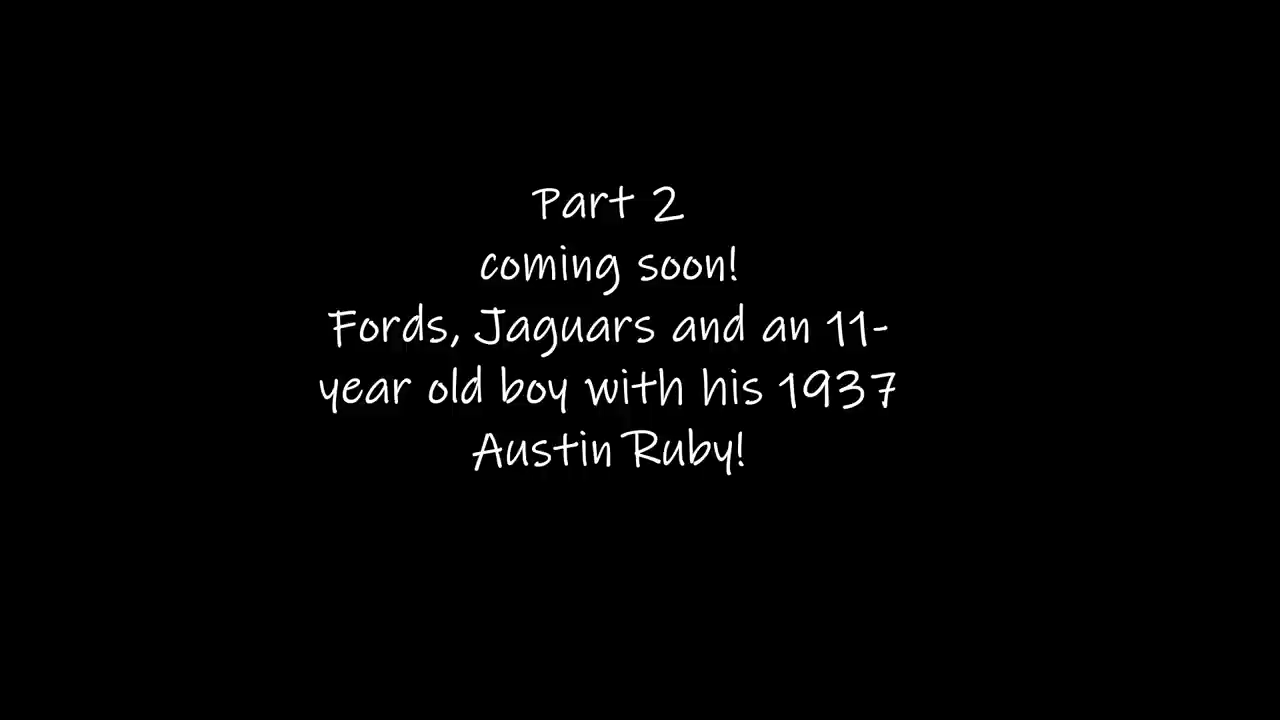 Part 2
coming soon!
Fords, Jaguars and an 11-
year old boy with his 1937
Austin Ruby!